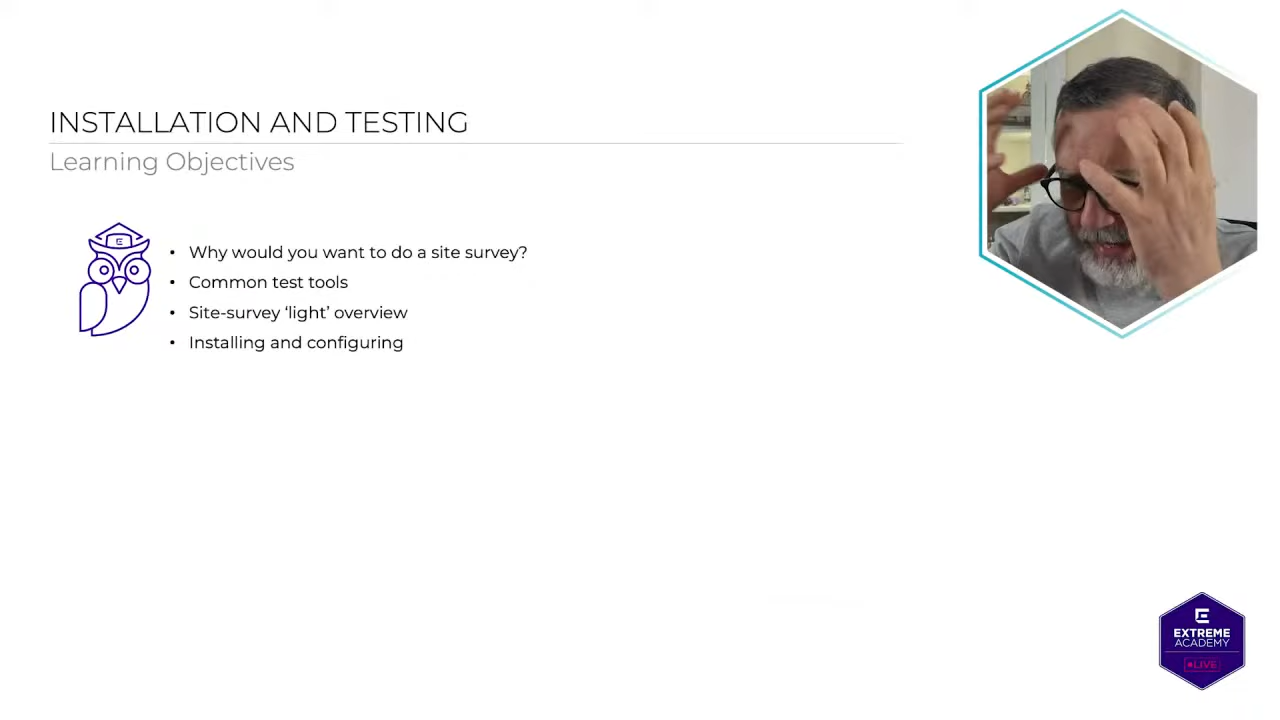 INSTALLATION AND TESTING
Learning Objectives
• Why would you want to do a site survey?
• Common test tools
• Site-survey ‘light’ overview
• Installing and configuring
E
EXTREME
ACADEMY
LIVE